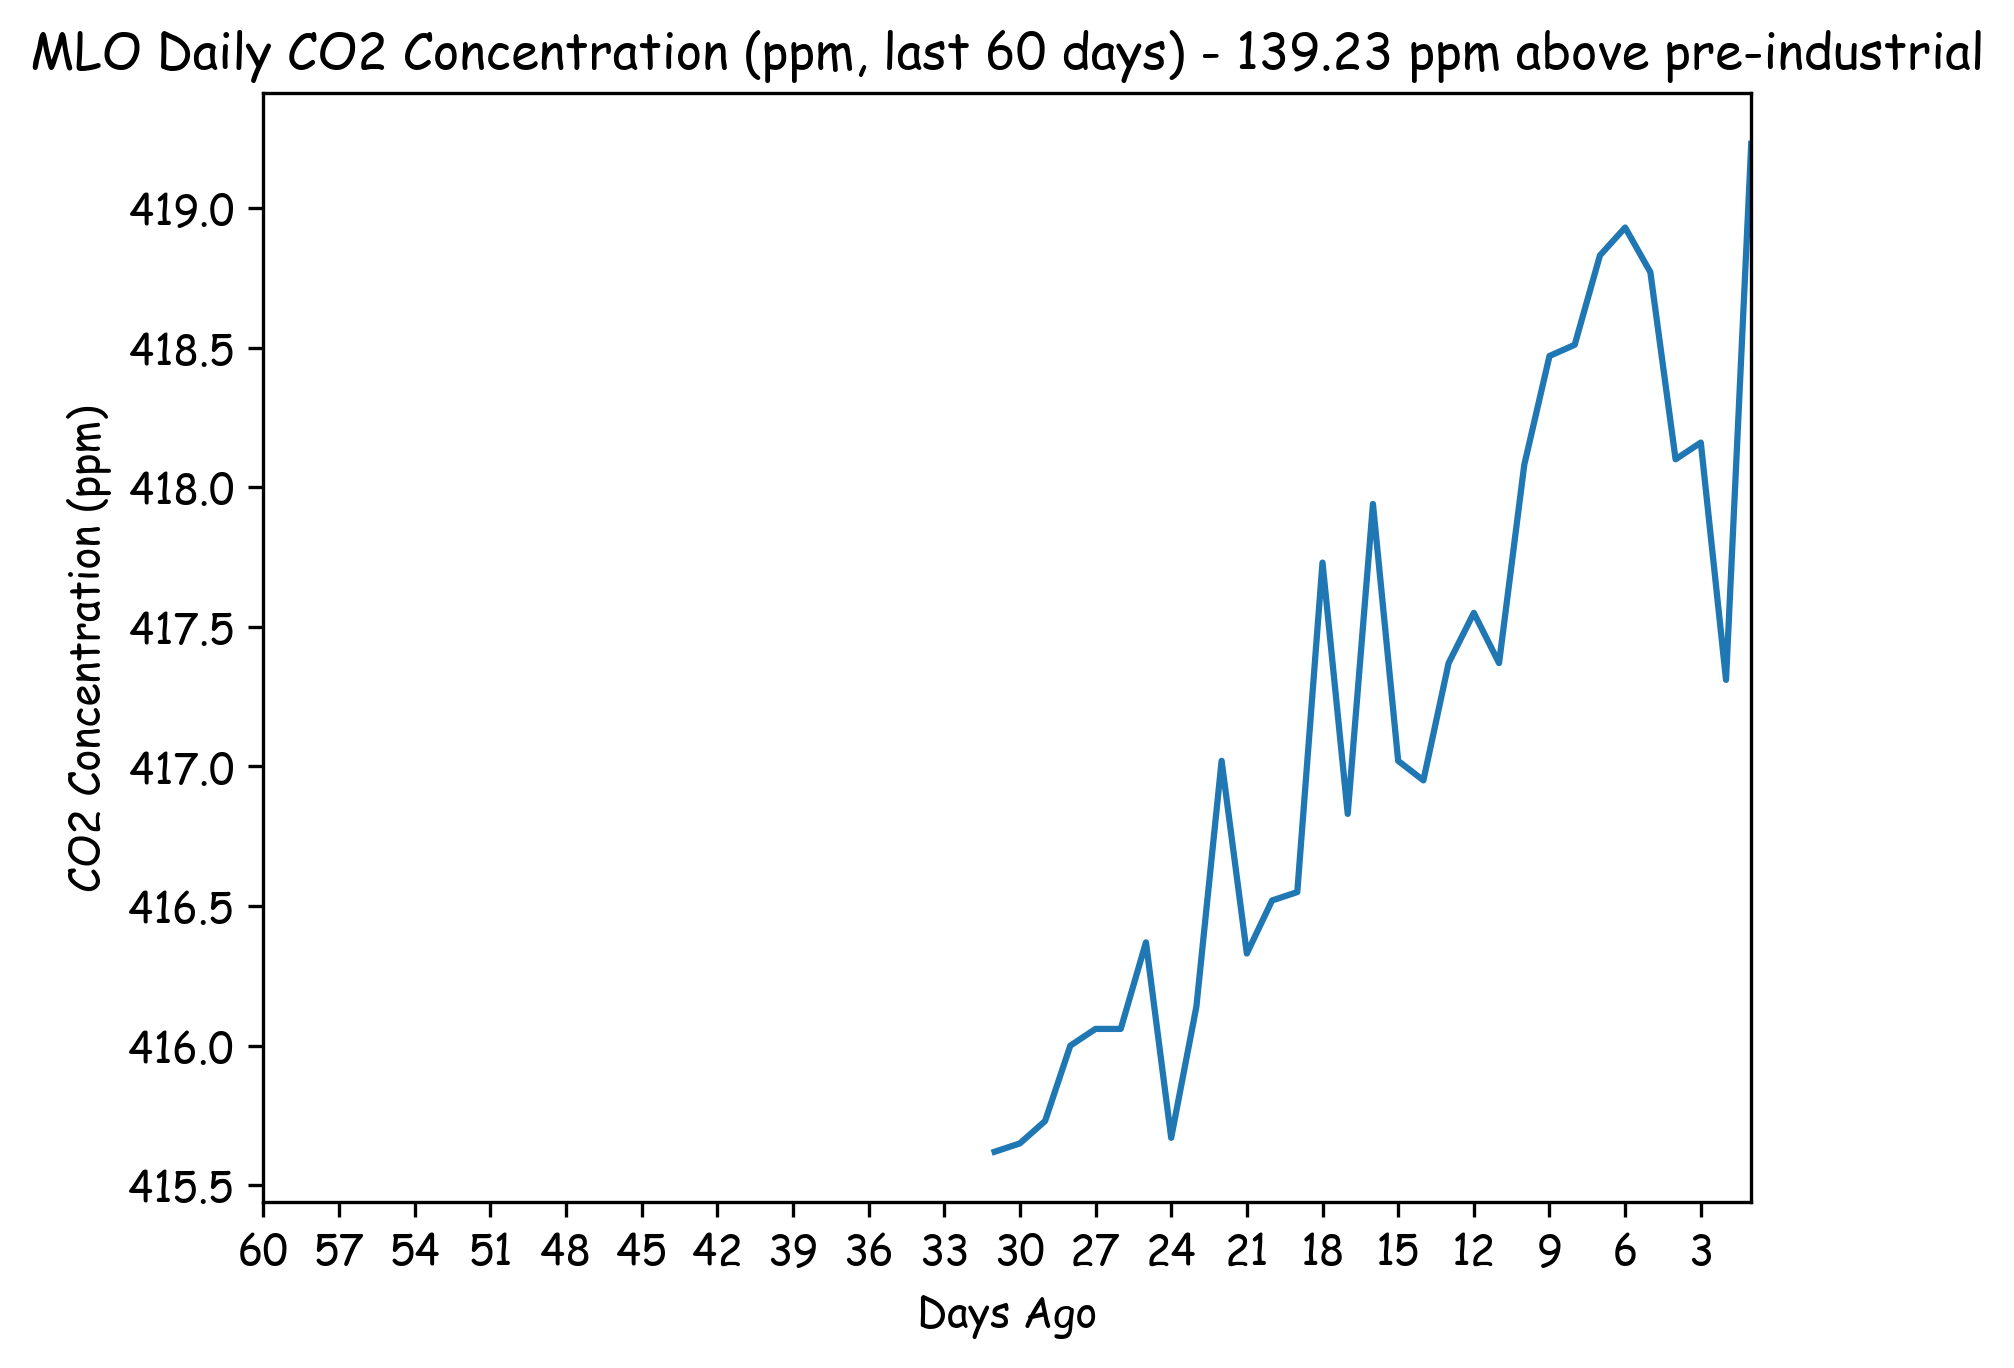 MLO Daily CO2 Concentration (ppm, last 60 days) - 139.23 ppm above pre-industrial
CO2 Concentration (ppm)
419.0
418.5
418.0
417.5
417.0
416.5
416.0
415.5
60 57 54 51 48 45 42 39 36 33 30 27 24 21 18 15 12 9 6 3
Days Ago